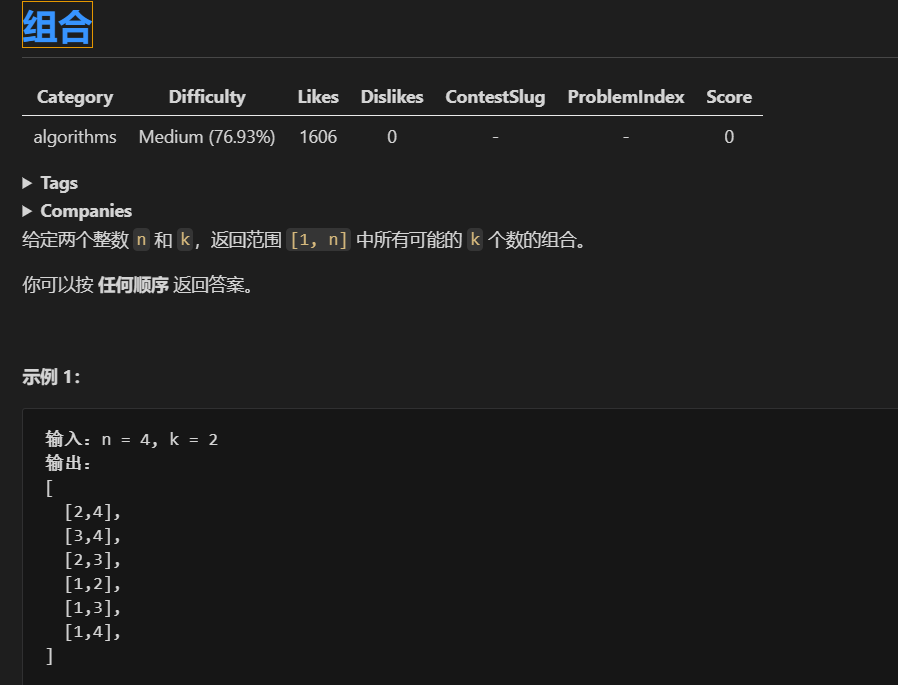 组合
Category Difficulty Likes Dislikes ContestSlug ProblemIndex Score
algorithms Medium (76.93%) 1606 0 - - 0
▶ Tags
▶ Companies
给定两个整数 n 和 k，返回范围 [1, n] 中所有可能的 k 个数的组合。
你可以按 任何顺序 返回答案。
示例 1：
输入：n = 4, k = 2
输出：
[
  [2,4],
  [3,4],
  [2,3],
  [1,2],
  [1,3],
  [1,4],
]